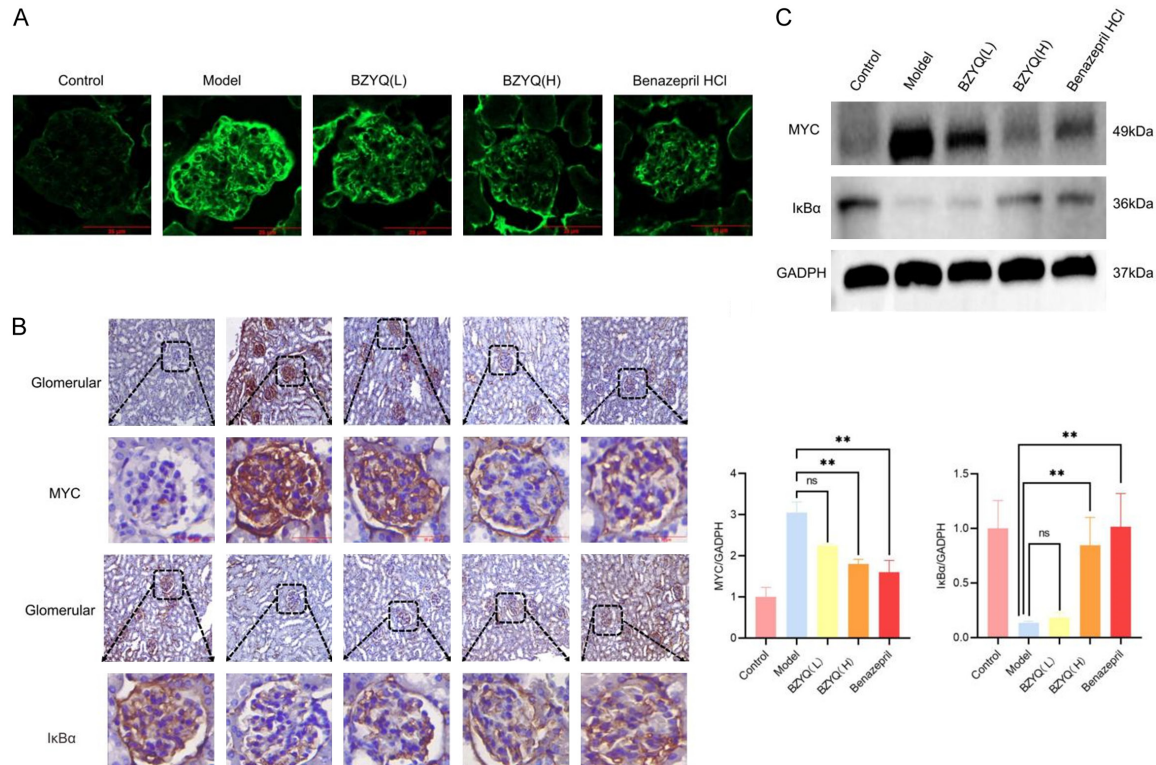 A
Control Model BZYQ(L) BZYQ(H) Benazepril HCl
B
Glomerular
MYC
Glomerular
IκBα
C
Control Moldel BZYQ(L) BZYQ(H) Benazepril HCl
MYC 49kDa
IκBα 36kDa
GADPH 37kDa
MYC/GADPH
4
3
2
1
0
**
**
ns
Control Model BZYQ( L) BZYQ( H) Benazepril
IκBα/GADPH
1.5
1.0
0.5
0.0
**
**
ns
Control Model BZYQ( L) BZYQ( H) Benazepril